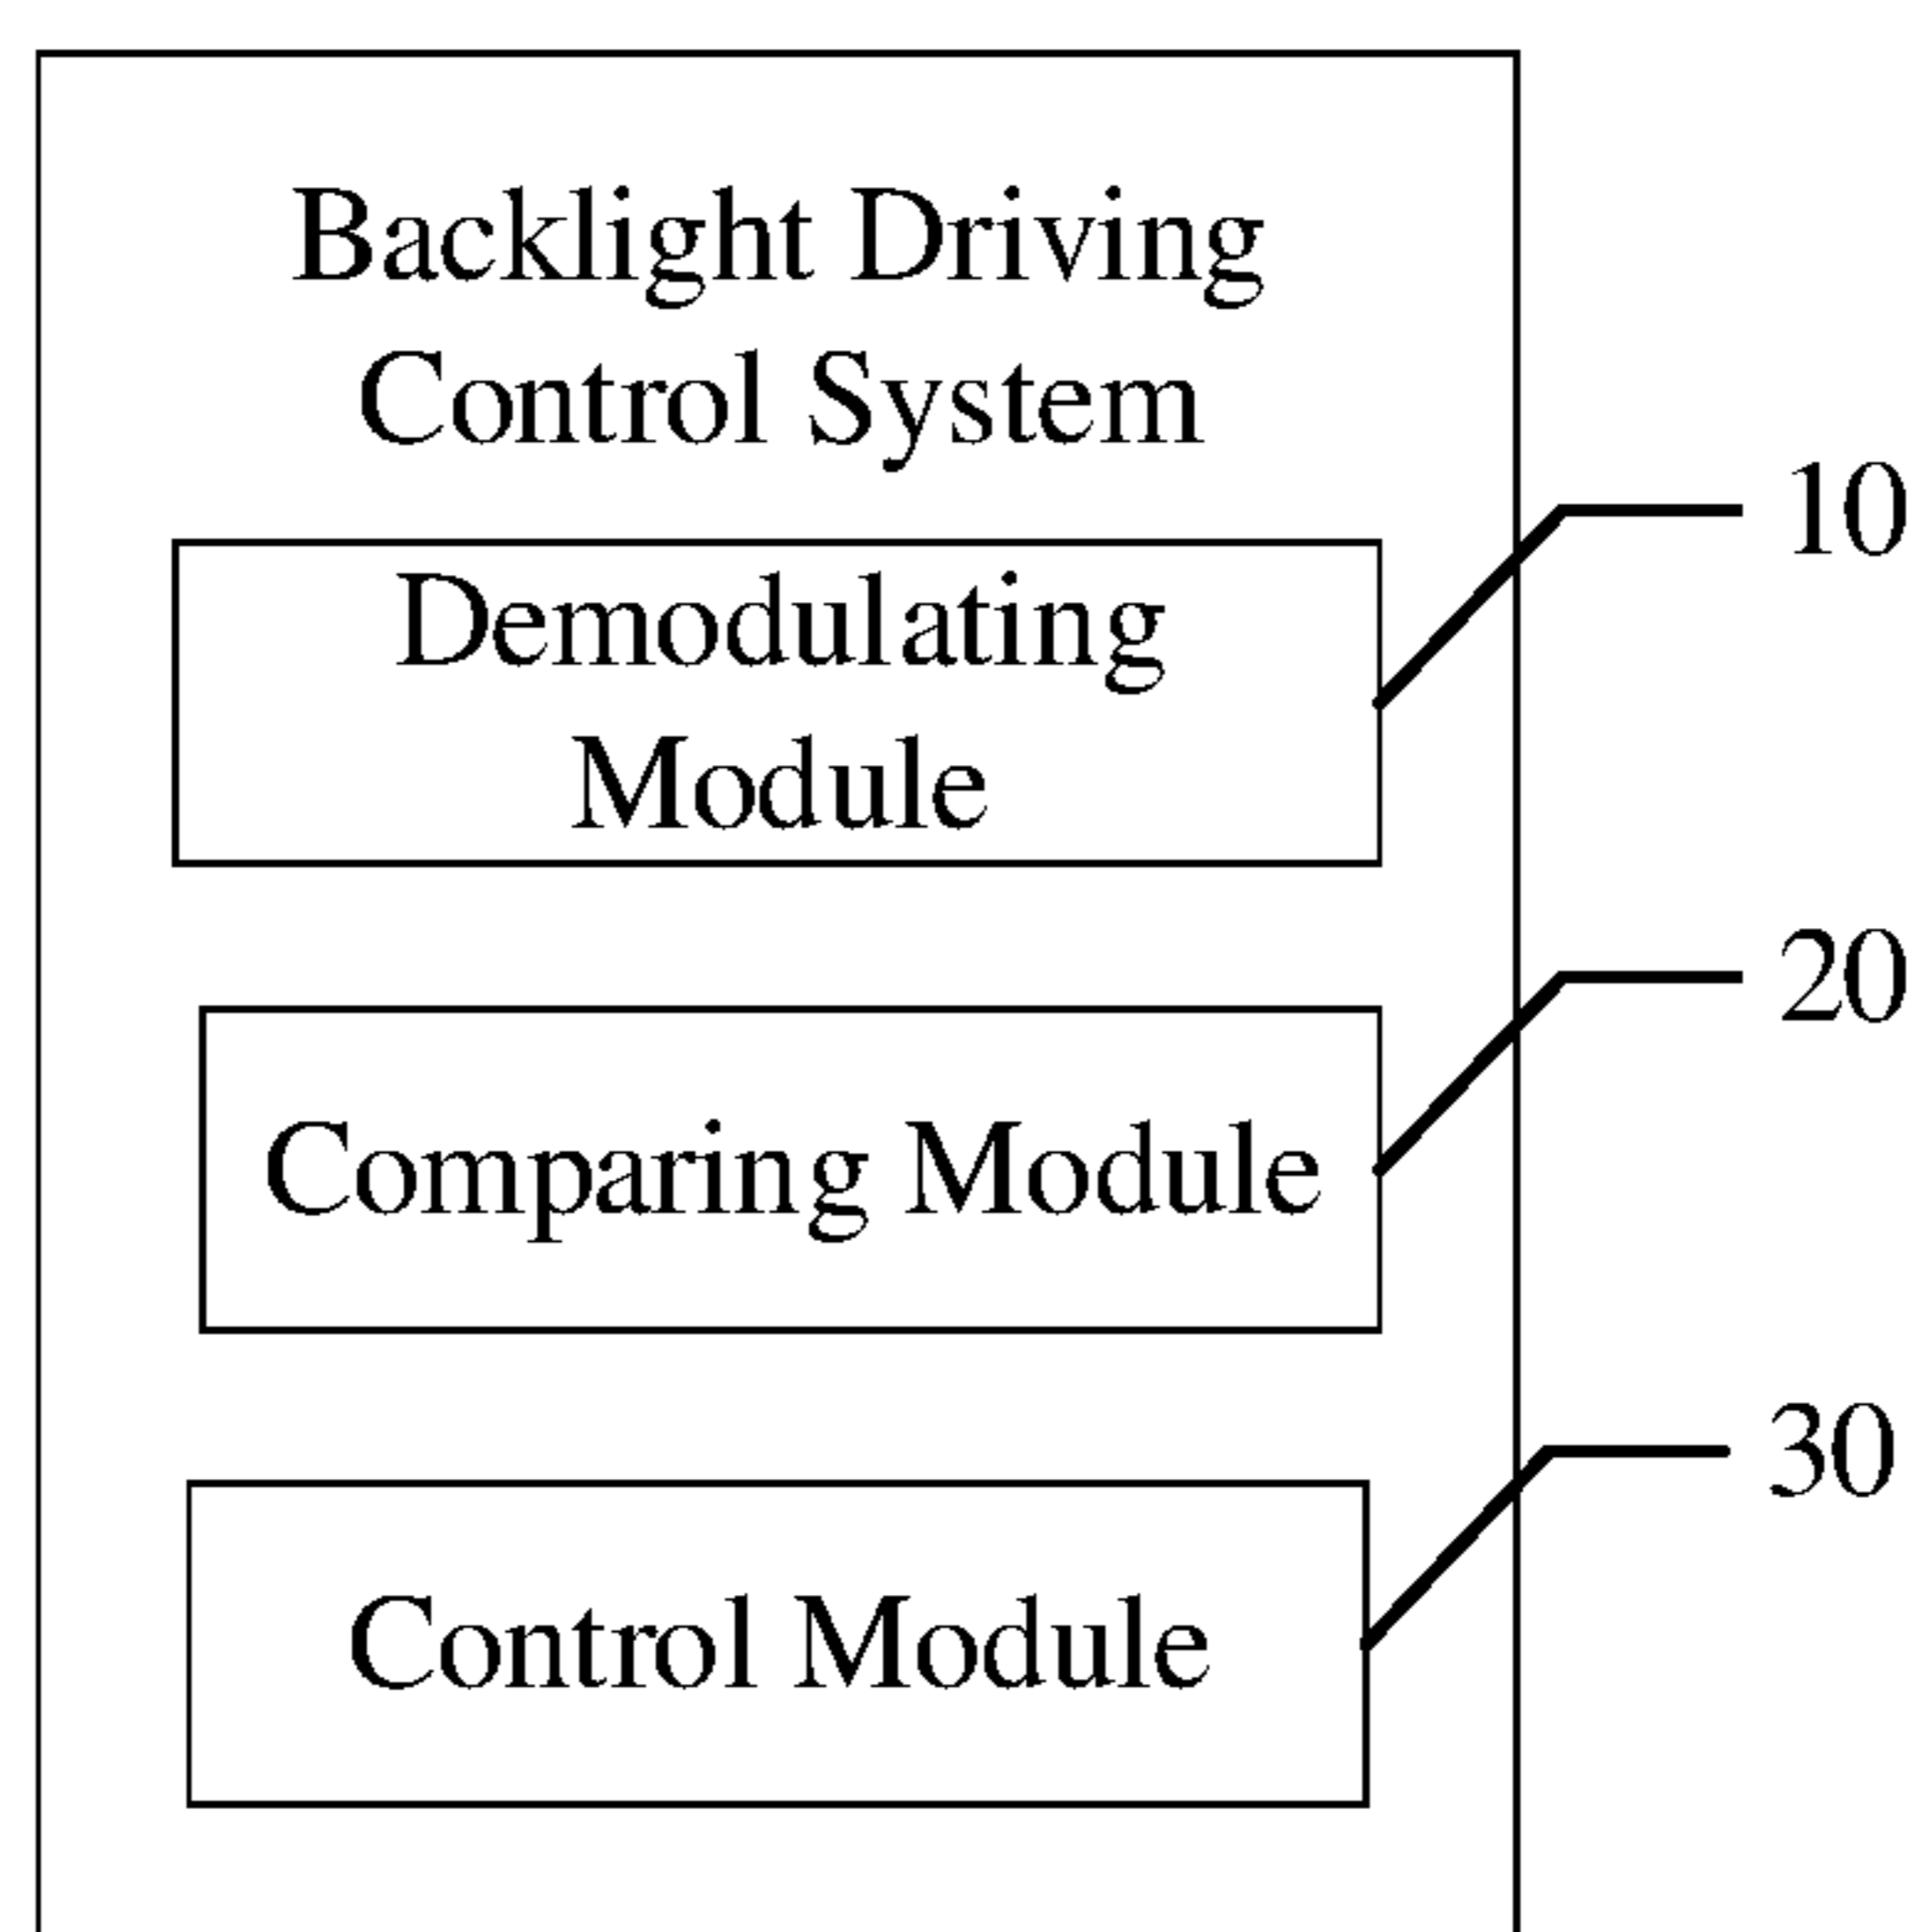 Backlight Driving
Control System
10
Demodulating
Module
20
Comparing Module
30
Control Module